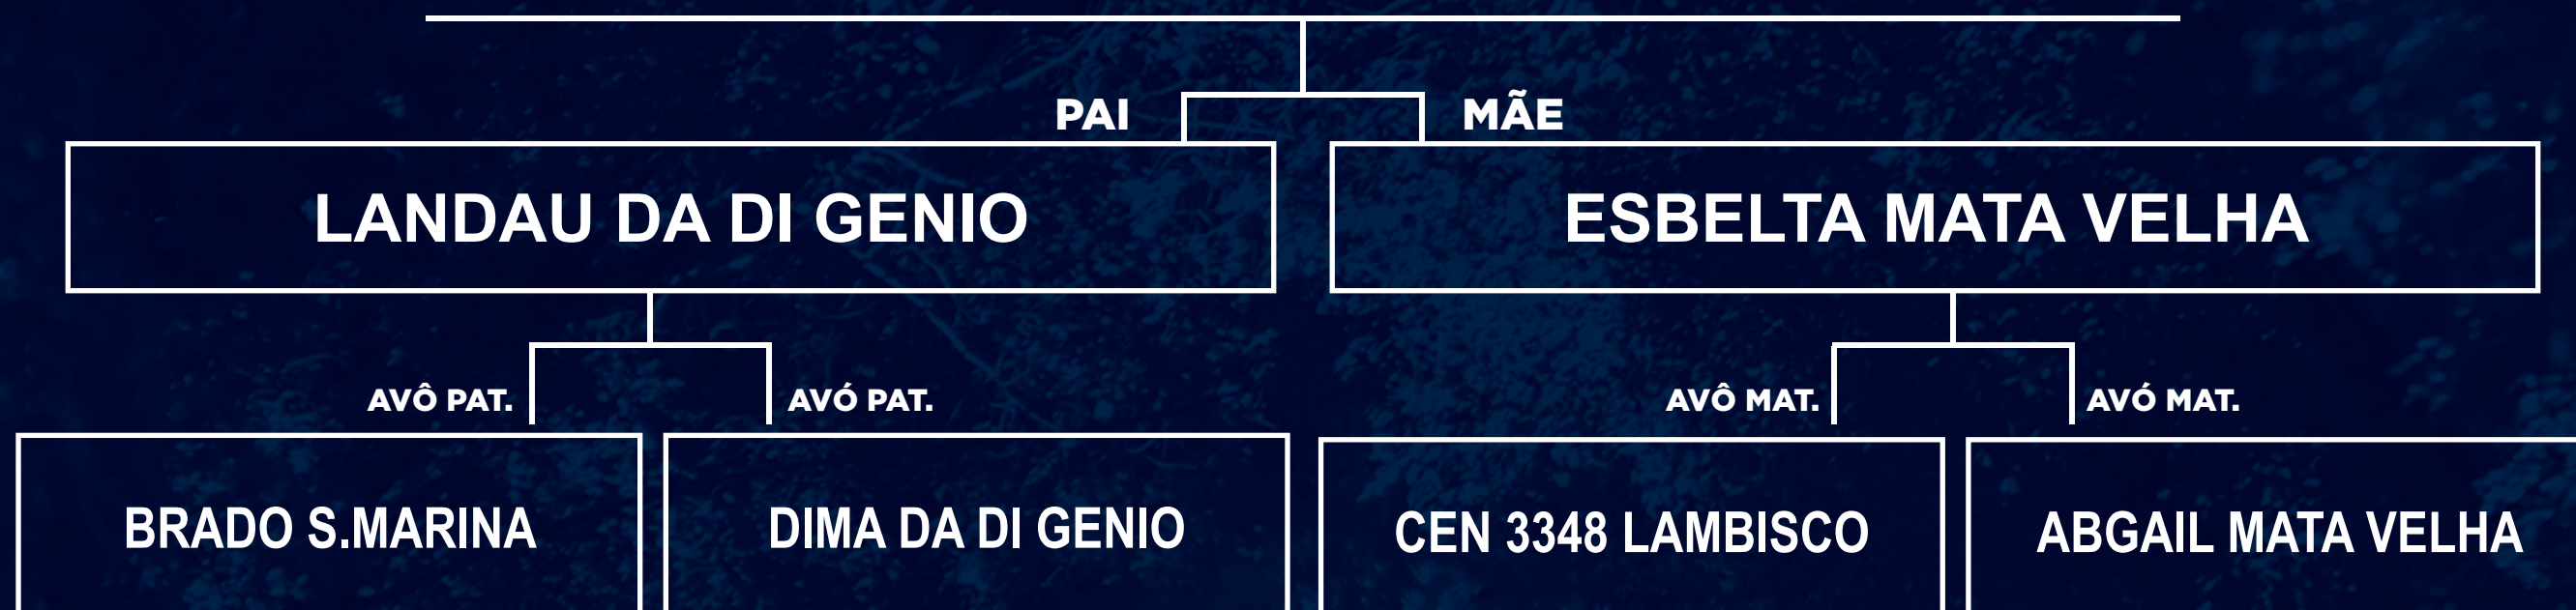 PAI
MÃE
LANDAU DA DI GENIO
ESBELTA MATA VELHA
AVÔ PAT.
AVÓ PAT.
AVÔ MAT.
AVÓ MAT.
BRADO S.MARINA
DIMA DA DI GENIO
CEN 3348 LAMBISCO
ABGAIL MATA VELHA